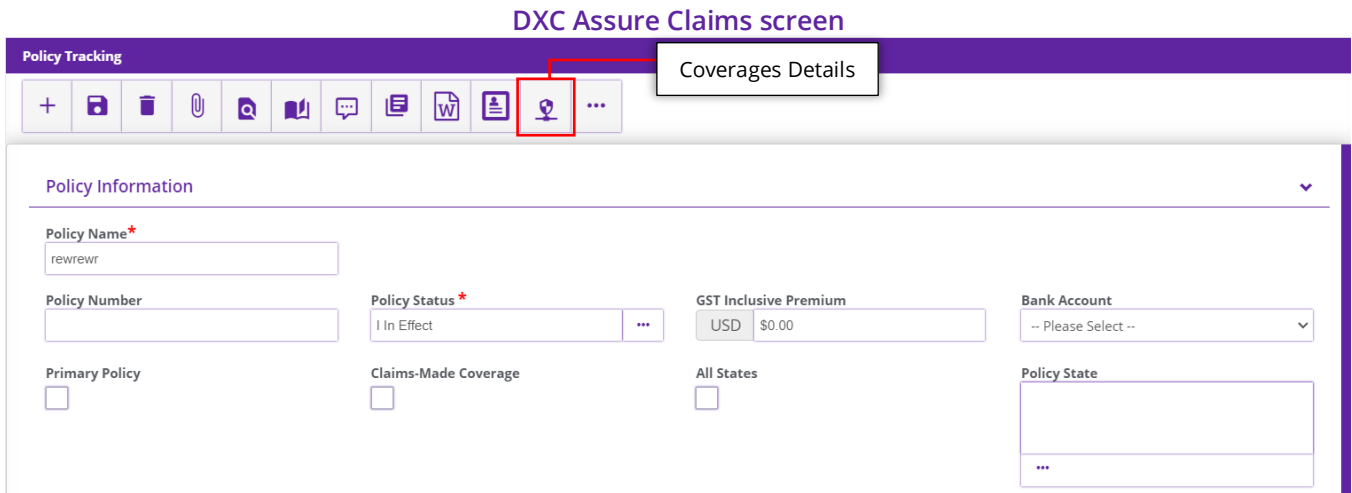 DXC Assure Claims screen
Policy Tracking
Coverages Details
W
Policy Information
Policy Name*
rewrewr
Policy Number Policy Status * GST Inclusive Premium Bank Account
I In Effect ••• USD $0.00 -- Please Select --
Primary Policy Claims-Made Coverage All States Policy State
•••